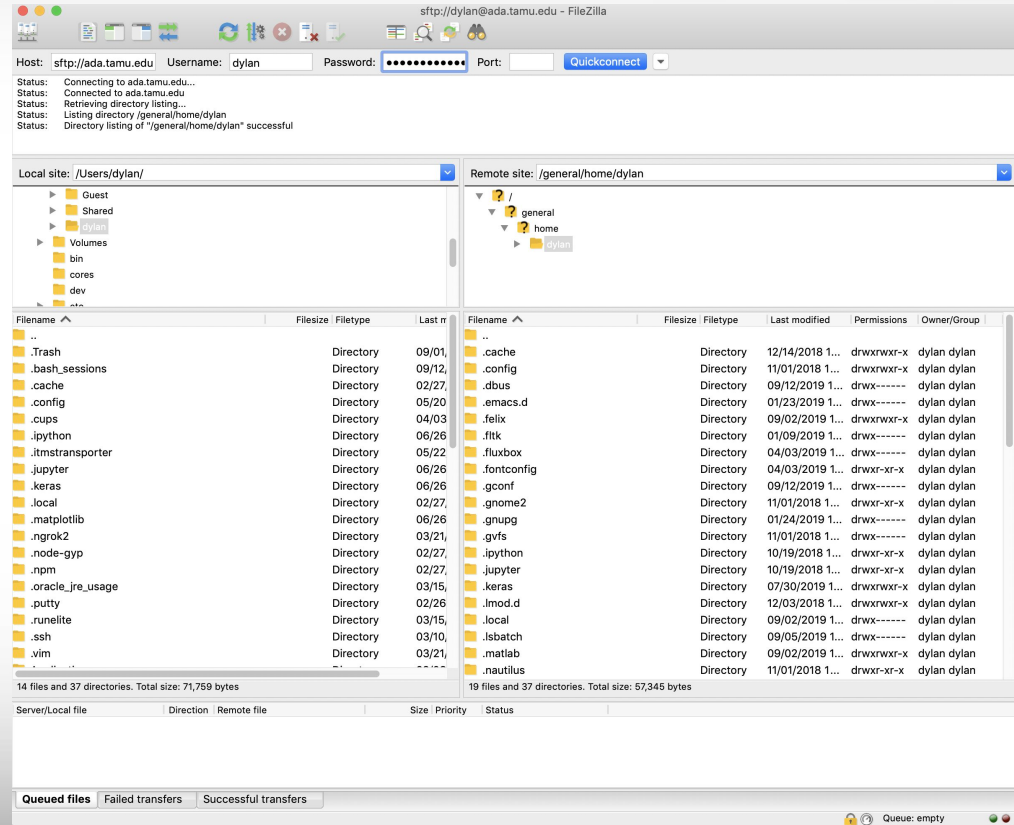 sftp://dylan@ada.tamu.edu - FileZilla
Host: sftp://ada.tamu.edu Username: dylan Password: ●●●●●●●●●●●● Port: Quickconnect
Status: Connecting to ada.tamu.edu...
Status: Connected to ada.tamu.edu
Status: Retrieving directory listing...
Status: Listing directory /general/home/dylan
Status: Directory listing of "/general/home/dylan" successful
Local site: /Users/dylan/
Guest
Shared
dylan
Volumes
bin
cores
dev
Remote site: /general/home/dylan
/
general
home
dylan
Filename Filesize Filetype Last m
..
.Trash Directory 09/01,
.bash_sessions Directory 09/12,
.cache Directory 02/27,
.config Directory 05/20
.cups Directory 04/03
.ipython Directory 06/26
.itmstransporter Directory 05/22
.jupyter Directory 06/26
.keras Directory 06/26
.local Directory 02/27,
.matplotlib Directory 06/26
.ngrok2 Directory 03/21,
.node-gyp Directory 02/27,
.npm Directory 02/27,
.oracle_jre_usage Directory 03/15,
.putty Directory 02/26
.runelite Directory 03/15,
.ssh Directory 03/10,
.vim Directory 03/21,
14 files and 37 directories. Total size: 71,759 bytes
Filename Filesize Filetype Last modified Permissions Owner/Group
..
.cache Directory 12/14/2018 1... drwxrwxr-x dylan dylan
.config Directory 11/01/2018 1... drwxrwxr-x dylan dylan
.dbus Directory 09/12/2019 1... drwx------ dylan dylan
.emacs.d Directory 01/23/2019 1... drwx------ dylan dylan
.felix Directory 09/02/2019 1... drwxrwxr-x dylan dylan
.fltk Directory 01/09/2019 1... drwx------ dylan dylan
.fluxbox Directory 04/03/2019 1... drwx------ dylan dylan
.fontconfig Directory 04/03/2019 1... drwxr-xr-x dylan dylan
.gconf Directory 09/12/2019 1... drwx------ dylan dylan
.gnome2 Directory 11/01/2018 1... drwxr-xr-x dylan dylan
.gnupg Directory 01/24/2019 1... drwx------ dylan dylan
.gvfs Directory 11/01/2018 1... drwx------ dylan dylan
.ipython Directory 10/19/2018 1... drwxr-xr-x dylan dylan
.jupyter Directory 10/19/2018 1... drwx------ dylan dylan
.keras Directory 07/30/2019 1... drwxrwxr-x dylan dylan
.lmod.d Directory 12/03/2018 1... drwxrwxr-x dylan dylan
.local Directory 09/02/2019 1... drwx------ dylan dylan
.lsbatch Directory 09/05/2019 1... drwx------ dylan dylan
.matlab Directory 09/02/2019 1... drwxrwxr-x dylan dylan
.nautilus Directory 11/01/2018 1... drwxr-xr-x dylan dylan
19 files and 37 directories. Total size: 57,345 bytes
Server/Local file Direction Remote file Size Priority Status
Queued files Failed transfers Successful transfers
Queue: empty